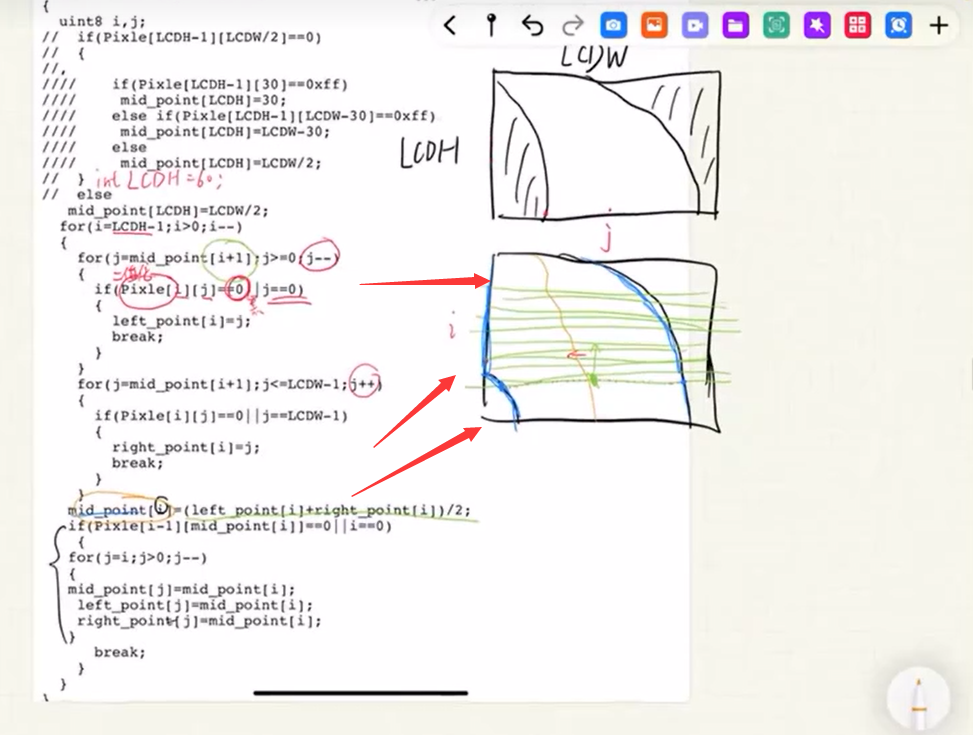 {
uint8 i,j;
// if(Pixle[LCDH-1][LCDW/2]==0)
// {
//,
//// if(Pixle[LCDH-1][30]==0xff)
//// mid_point[LCDH]=30;
//// else if(Pixle[LCDH-1][LCDW-30]==0xff)
//// mid_point[LCDH]=LCDW-30;
//// else
//// mid_point[LCDH]=LCDW/2;
// } int LCDH=60;
// else
mid_point[LCDH]=LCDW/2;
for(i=LCDH-1;i>0;i--)
{
for(j=mid_point[i+1];j>=0;j--)
{
if(Pixle[i][j]==0||j==0)
{
left_point[i]=j;
break;
}
}
for(j=mid_point[i+1];j<=LCDW-1;j++)
{
if(Pixle[i][j]==0||j==LCDW-1)
{
right_point[i]=j;
break;
}
}
mid_point[i]=(left_point[i]+right_point[i])/2;
if(Pixle[i-1][mid_point[i]]==0||i==0)
{
for(j=i;j>0;j--)
{
mid_point[j]=mid_point[i];
left_point[j]=mid_point[i];
right_point[j]=mid_point[i];
}
break;
}
}
LCDW
LCDH
j
i